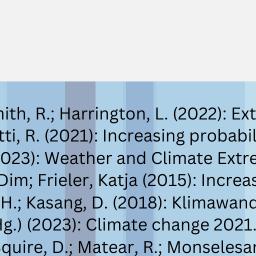 mith, R.; Harrington, L. (2022): Ext
tti, R. (2021): Increasing probabil
023): Weather and Climate Extre
Dim; Frieler, Katja (2015): Increas
H.; Kasang, D. (2018): Klimawand
Hg.) (2023): Climate change 2021.
quire, D.; Matear, R.; Monselesan